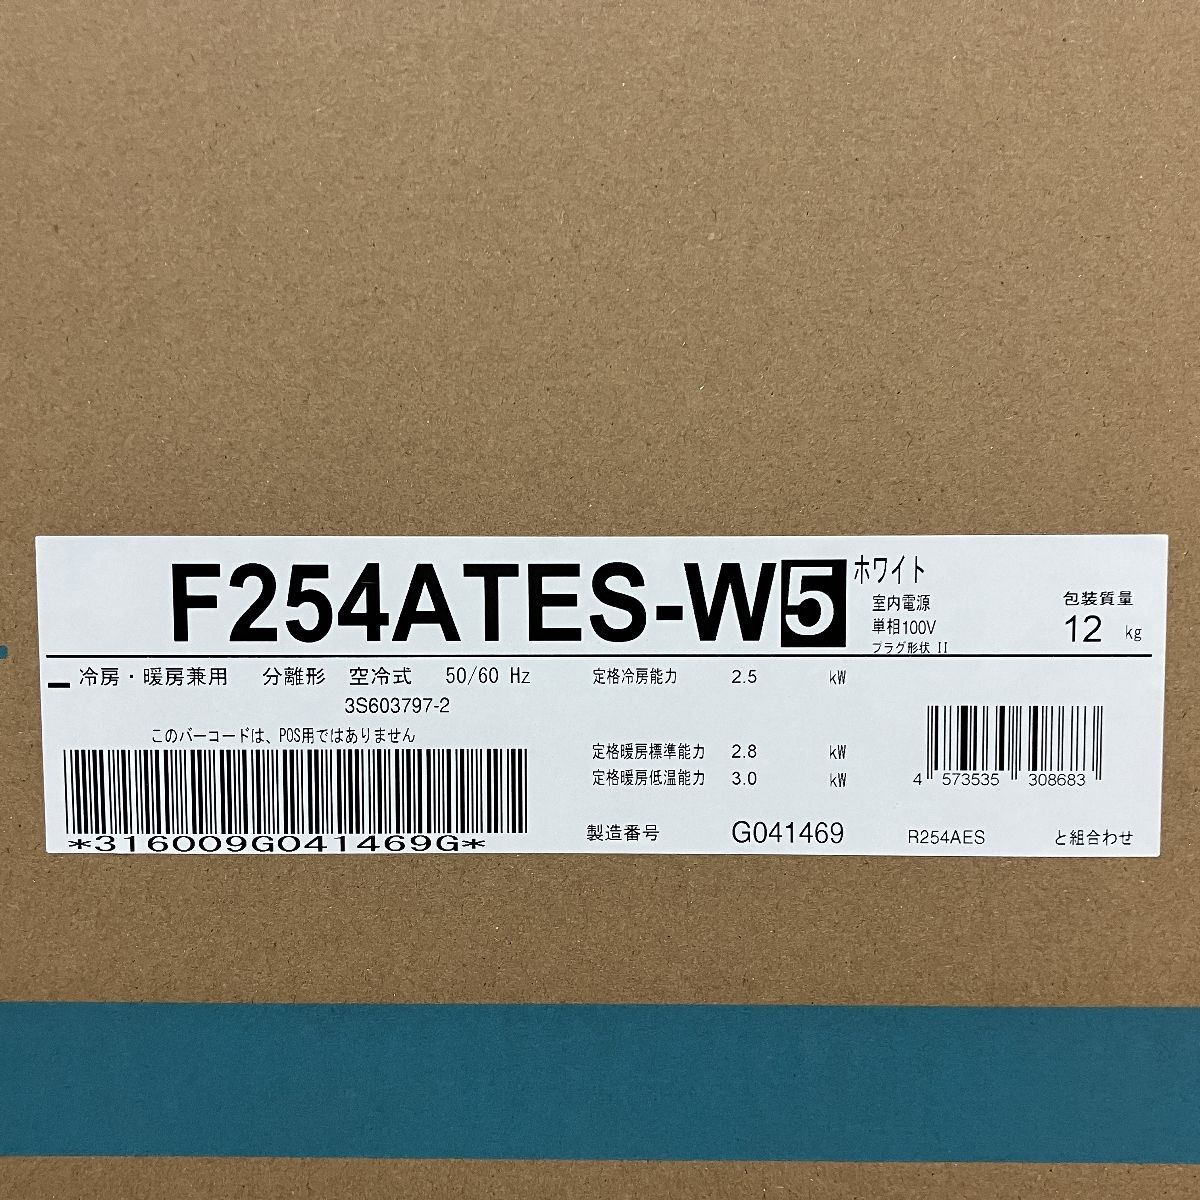 F254ATES-W5 ホワイト
室内電源
単相100V
プラグ形状 II
包装質量
12 kg
冷房・暖房兼用 分離形 空冷式 50/60 Hz
3S603797-2
このバーコードは、POS用ではありません
*316009G041469G*
定格冷房能力 2.5 kW
定格暖房標準能力 2.8 kW
定格暖房低温能力 3.0 kW
製造番号 G041469
4 573535 308683
R254AES と組合わせ